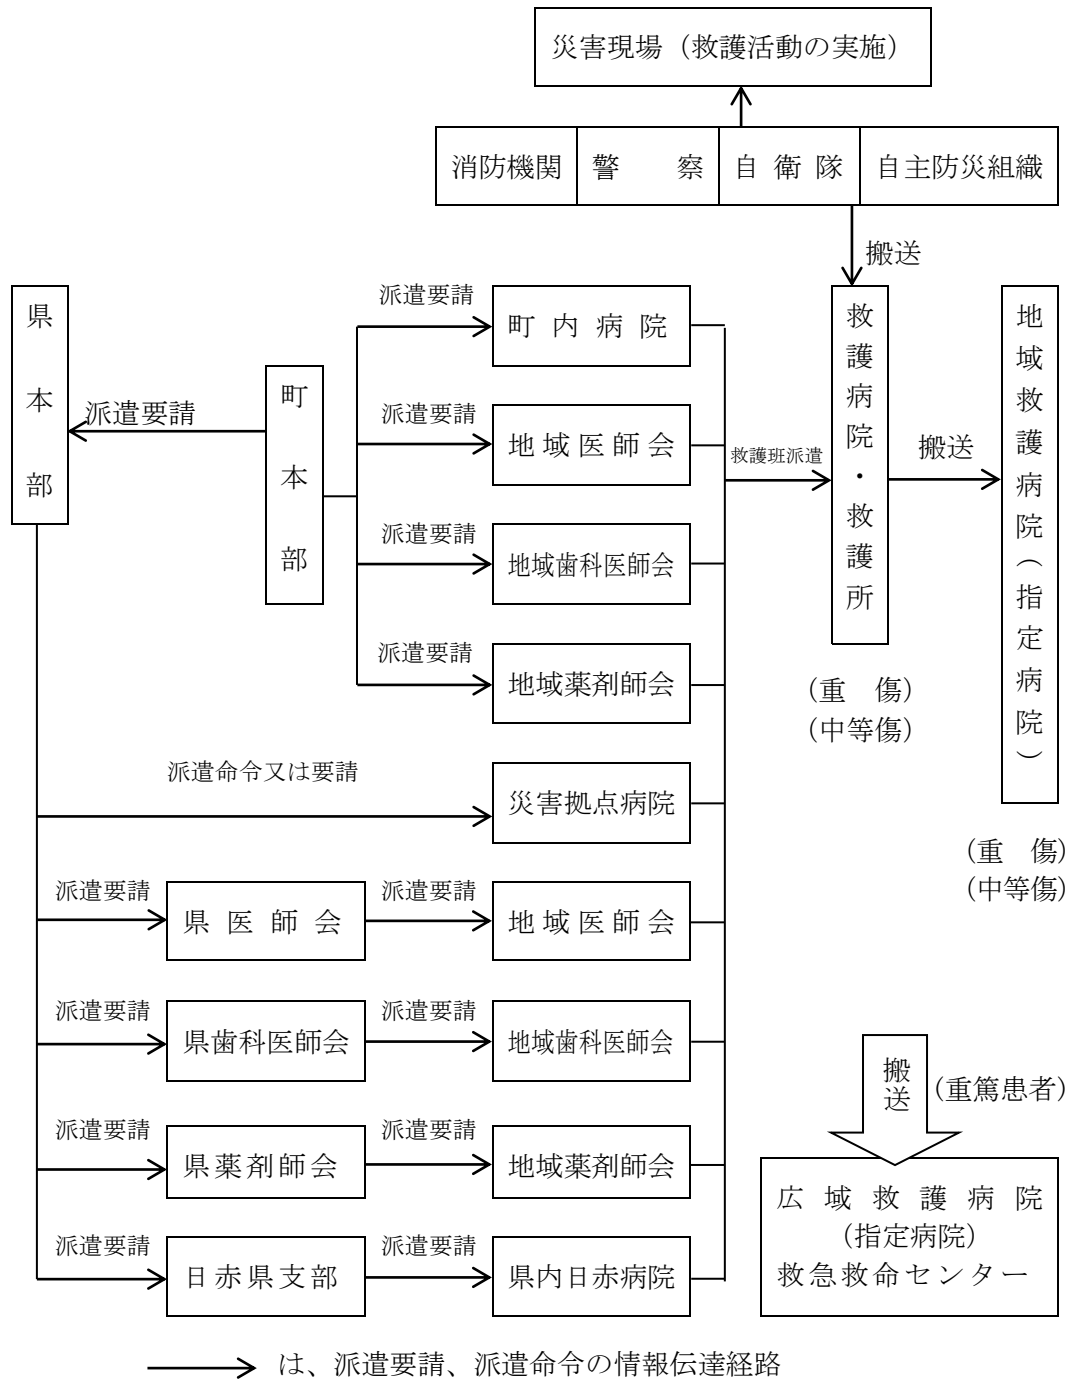 災害現場（救護活動の実施）
消防機関　警察　自衛隊　自主防災組織
搬送
県本部
派遣要請
町本部
派遣要請
町内病院
派遣要請
地域医師会
派遣要請
地域歯科医師会
派遣要請
地域薬剤師会
救護班派遣
救護病院・救護所
（重　傷）
（中等傷）
搬送
地域救護病院（指定病院）
（重　傷）
（中等傷）
派遣命令又は要請
災害拠点病院
派遣要請
県医師会
派遣要請
地域医師会
派遣要請
県歯科医師会
派遣要請
地域歯科医師会
派遣要請
県薬剤師会
派遣要請
地域薬剤師会
派遣要請
日赤県支部
派遣要請
県内日赤病院
搬送
（重篤患者）
広域救護病院
（指定病院）
救急救命センター
は、派遣要請、派遣命令の情報伝達経路